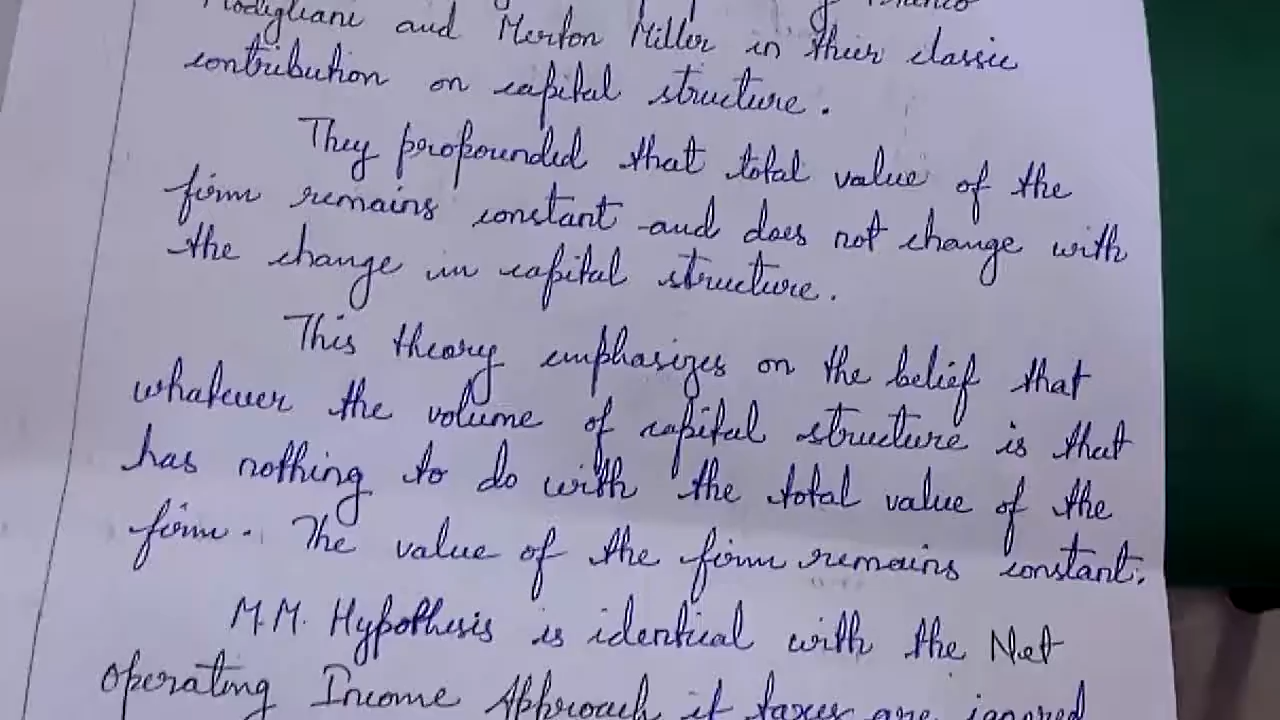 Modigliani and Merton Miller in their classic
contribution on capital structure.
They propounded that total value of the
firm remains constant and does not change with
the change in capital structure.
This theory emphasizes on the belief that
whatever the volume of capital structure is that
has nothing to do with the total value of the
firm. The value of the firm remains constant.
M.M. Hypothesis is identical with the Net
operating Income Approach if taxes are ignored